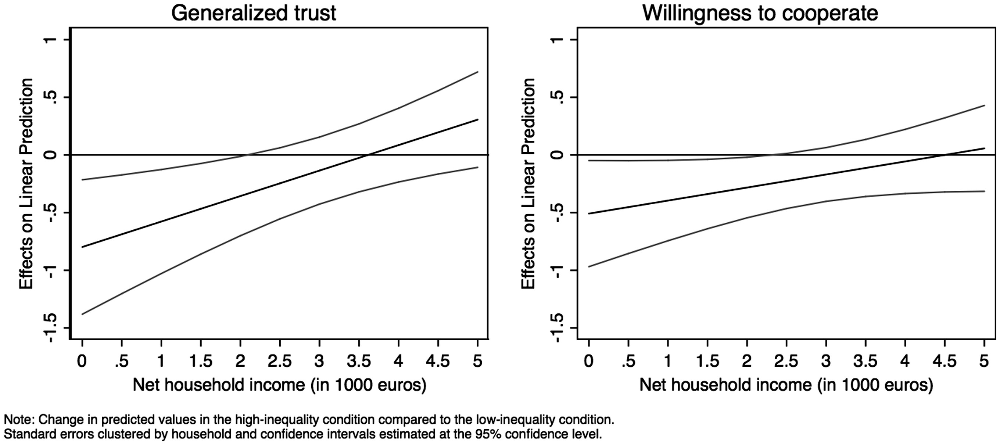 Generalized trust
Effects on Linear Prediction
1
.5
0
-.5
-1
-1.5
0 .5 1 1.5 2 2.5 3 3.5 4 4.5 5
Net household income (in 1000 euros)
Willingness to cooperate
Effects on Linear Prediction
1
.5
0
-.5
-1
-1.5
0 .5 1 1.5 2 2.5 3 3.5 4 4.5 5
Net household income (in 1000 euros)
Note: Change in predicted values in the high-inequality condition compared to the low-inequality condition.
Standard errors clustered by household and confidence intervals estimated at the 95% confidence level.